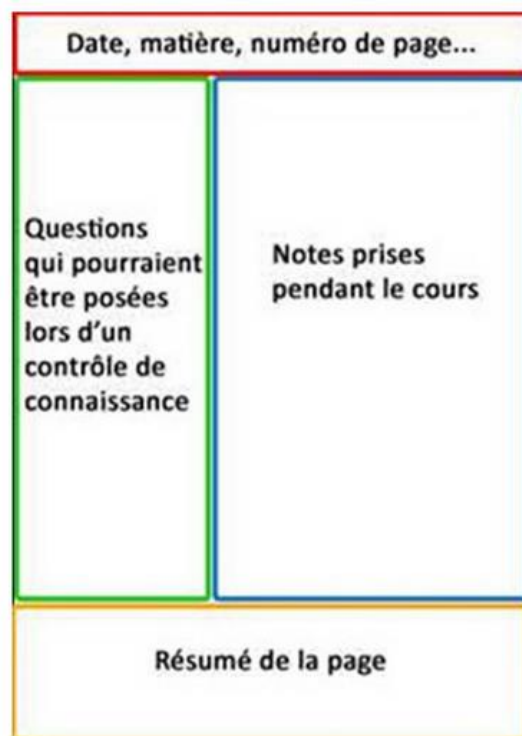 Date, matière, numéro de page...
Questions
qui pourraient
être posées
lors d'un
contrôle de
connaissance
Notes prises
pendant le cours
Résumé de la page